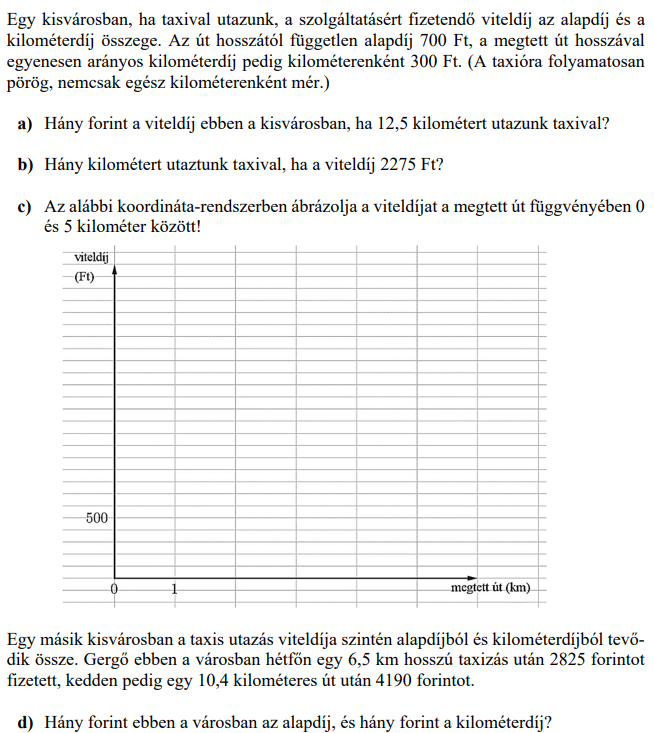 Egy kisvárosban, ha taxival utazunk, a szolgáltatásért fizetendő viteldíj az alapdíj és a
kilométerdíj összege. Az út hosszától független alapdíj 700 Ft, a megtett út hosszával
egyenesen arányos kilométerdíj pedig kilométerenként 300 Ft. (A taxióra folyamatosan
pörög, nemcsak egész kilométerenként mér.)
a) Hány forint a viteldíj ebben a kisvárosban, ha 12,5 kilométert utazunk taxival?
b) Hány kilométert utaztunk taxival, ha a viteldíj 2275 Ft?
c) Az alábbi koordináta-rendszerben ábrázolja a viteldíjat a megtett út függvényében 0
és 5 kilométer között!
viteldíj
(Ft)
500
0 1 megtett út (km)
Egy másik kisvárosban a taxis utazás viteldíja szintén alapdíjból és kilométerdíjból tevő-
dik össze. Gergő ebben a városban hétfőn egy 6,5 km hosszú taxizás után 2825 forintot
fizetett, kedden pedig egy 10,4 kilométeres út után 4190 forintot.
d) Hány forint ebben a városban az alapdíj, és hány forint a kilométerdíj?